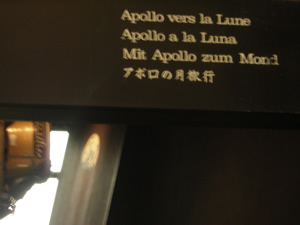 Apollo vers la Lune
Apollo a la Luna
Mit Apollo zum Mond
アポロの月旅行